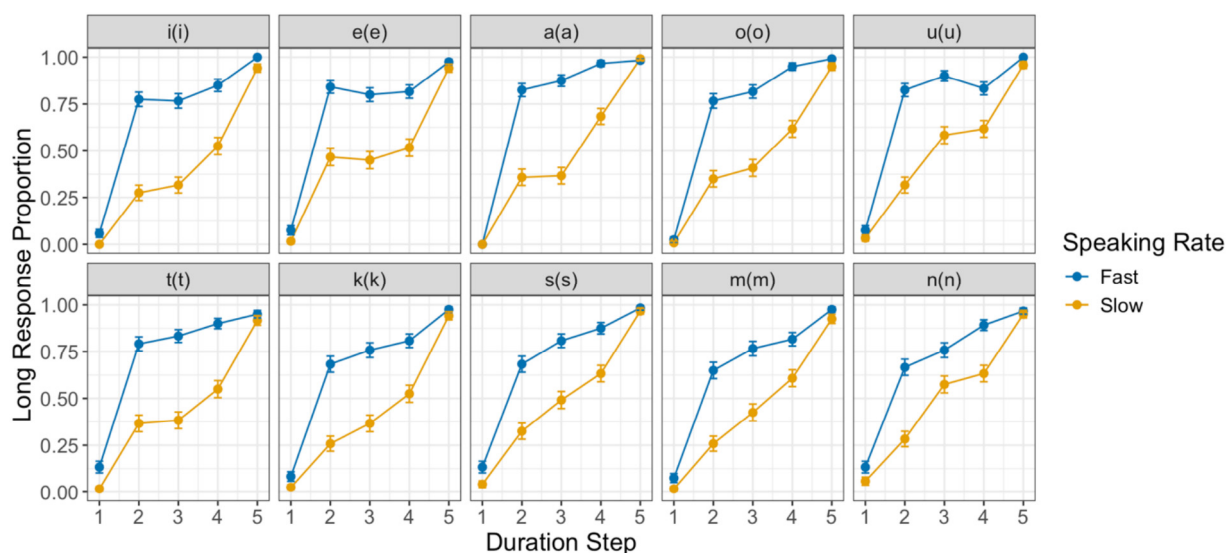 i(i) e(e) a(a) o(o) u(u)
1.00
0.75
0.50
0.25
0.00
t(t) k(k) s(s) m(m) n(n)
1.00
0.75
0.50
0.25
0.00
1 2 3 4 5 1 2 3 4 5 1 2 3 4 5 1 2 3 4 5 1 2 3 4 5
Duration Step
Long Response Proportion
Speaking Rate
Fast
Slow